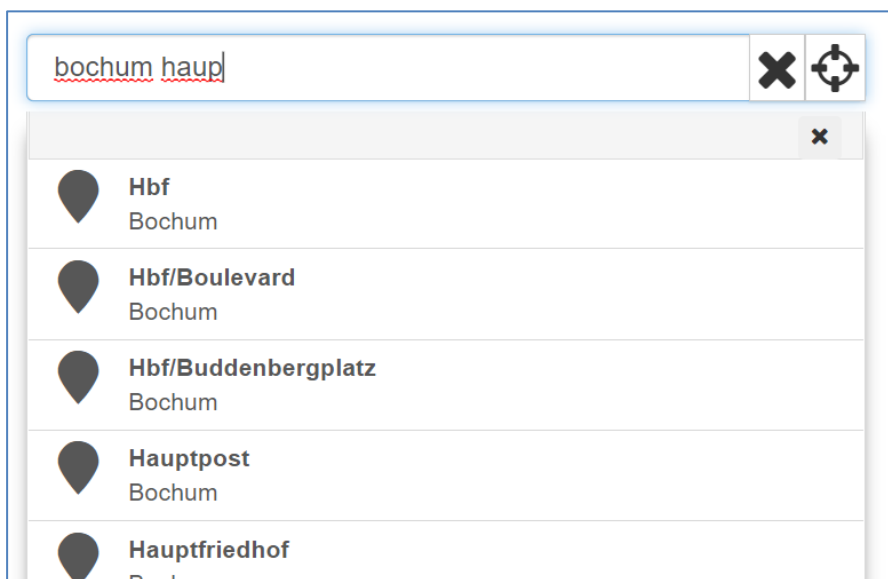 bochum haup
Hbf
Bochum
Hbf/Boulevard
Bochum
Hbf/Buddenbergplatz
Bochum
Hauptpost
Bochum
Hauptfriedhof